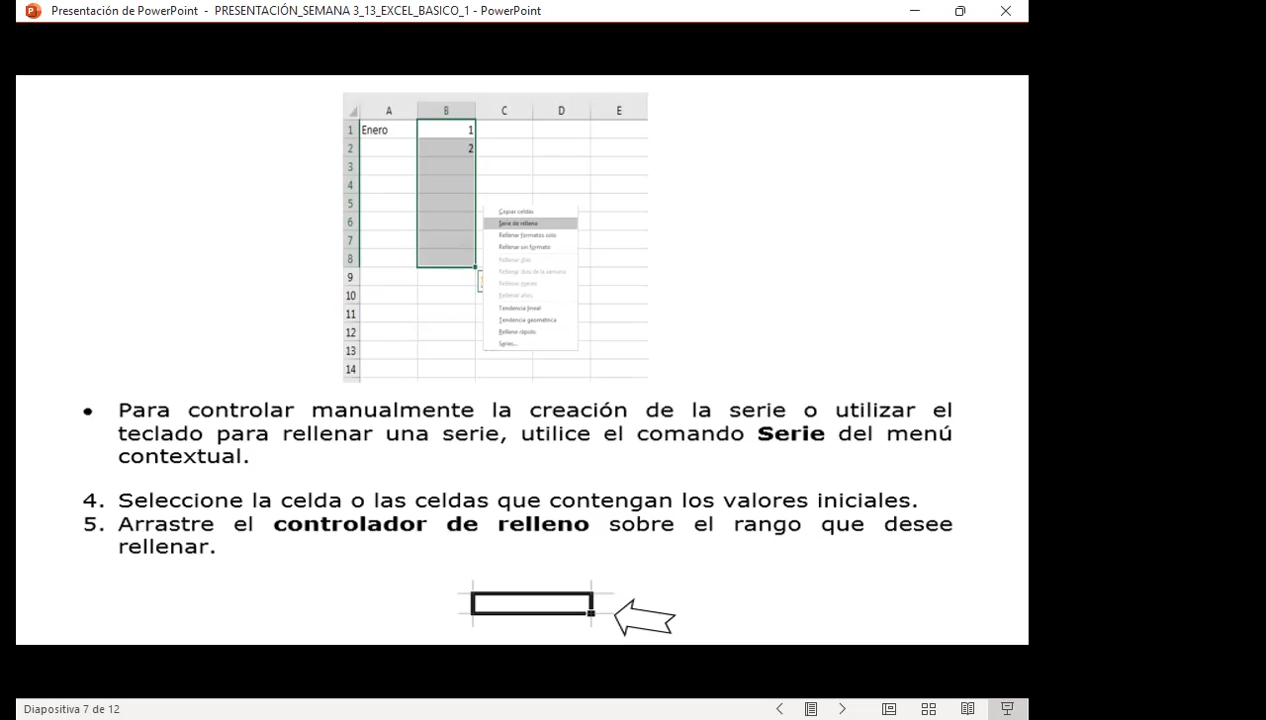 Presentación de PowerPoint - PRESENTACIÓN_SEMANA 3_13_EXCEL_BASICO_1 - PowerPoint
A B C D E
1 Enero 1
2 2
3
4
5
Copiar celdas
6 Serie de relleno
Rellenar formatos solo
7
Rellenar sin formato
8 Rellenar días
Rellenar días de la semana
9 Rellenar meses
10 Rellenar años
11 Tendencia lineal
Tendencia geométrica
12 Relleno rápido
13 Series...
14
• Para controlar manualmente la creación de la serie o utilizar el
teclado para rellenar una serie, utilice el comando Serie del menú
contextual.
4. Seleccione la celda o las celdas que contengan los valores iniciales.
5. Arrastre el controlador de relleno sobre el rango que desee
rellenar.
Diapositiva 7 de 12